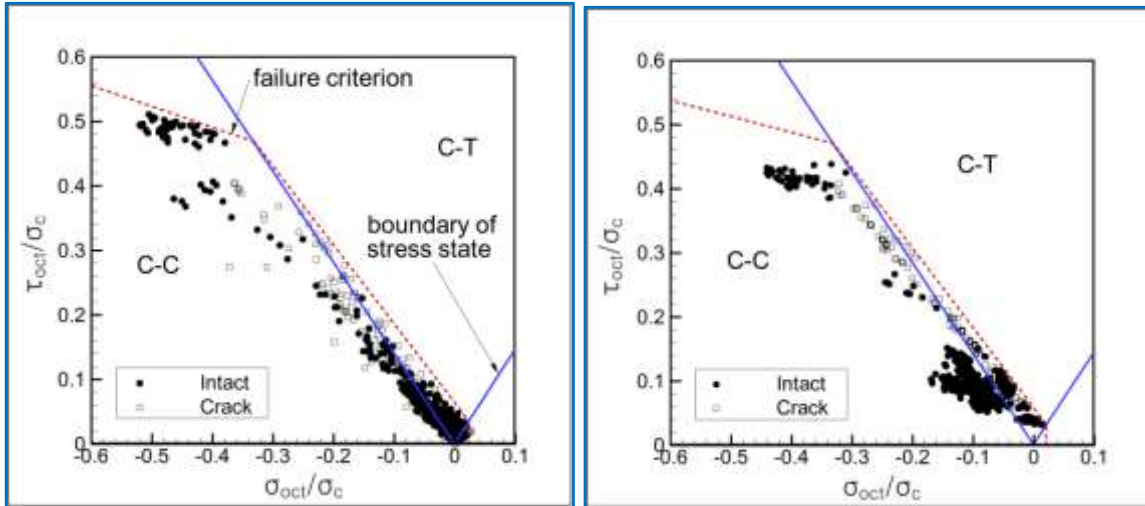 0.6
0.5
0.4
0.3
0.2
0.1
0
-0.6 -0.5 -0.4 -0.3 -0.2 -0.1 0 0.1
τoct/σc
σoct/σc
failure criterion
C-T
boundary of
stress state
C-C
Intact
Crack
0.6
0.5
0.4
0.3
0.2
0.1
0
-0.6 -0.5 -0.4 -0.3 -0.2 -0.1 0 0.1
τoct/σc
σoct/σc
C-T
C-C
Intact
Crack